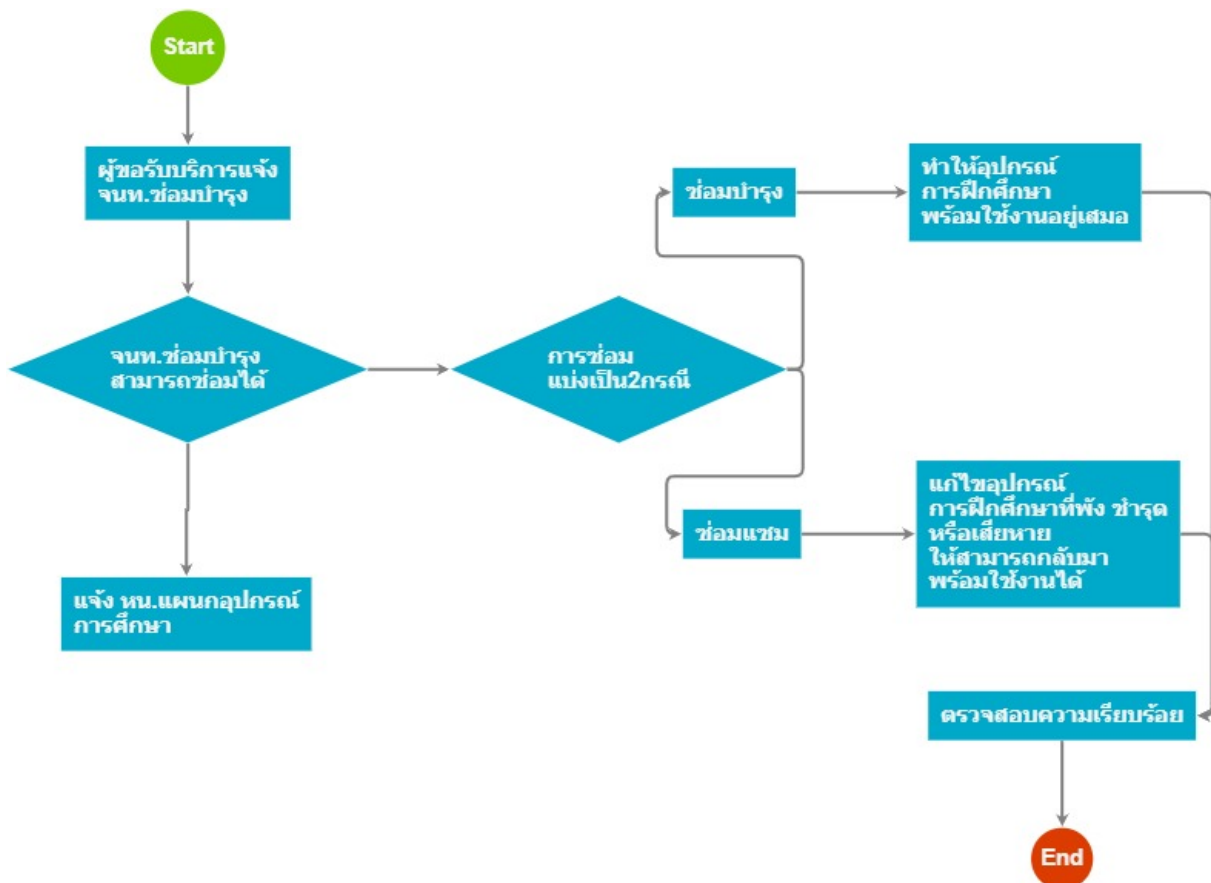 Start
ผู้ขอรับบริการแจ้ง
จนท.ซ่อมบำรุง
จนท.ซ่อมบำรุง
สามารถซ่อมได้
แจ้ง หน.แผนกอุปกรณ์
การศึกษา
การซ่อม
แบ่งเป็น2กรณี
ซ่อมบำรุง
ทำให้อุปกรณ์
การฝึกศึกษา
พร้อมใช้งานอยู่เสมอ
ซ่อมแซม
แก้ไขอุปกรณ์
การฝึกศึกษาที่พัง ชำรุด
หรือเสียหาย
ให้สามารถกลับมา
พร้อมใช้งานได้
ตรวจสอบความเรียบร้อย
End